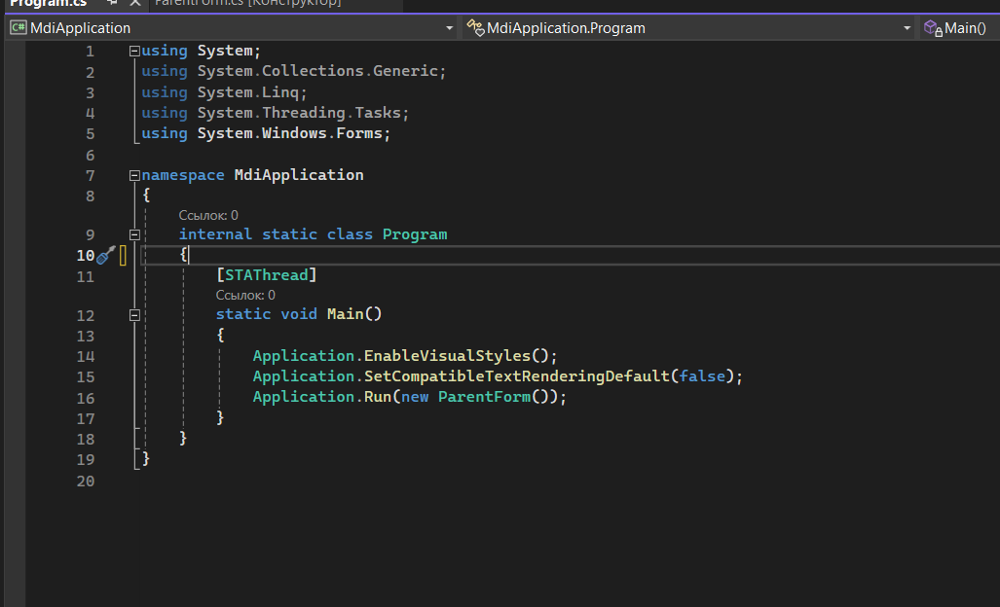 Program.cs ParentForm.cs [Конструктор]
C# MdiApplication MdiApplication.Program Main()
1 using System;
2 using System.Collections.Generic;
3 using System.Linq;
4 using System.Threading.Tasks;
5 using System.Windows.Forms;
6
7 namespace MdiApplication
8 {
Ссылок: 0
9 internal static class Program
10 {
11 [STAThread]
Ссылок: 0
12 static void Main()
13 {
14 Application.EnableVisualStyles();
15 Application.SetCompatibleTextRenderingDefault(false);
16 Application.Run(new ParentForm());
17 }
18 }
19 }
20